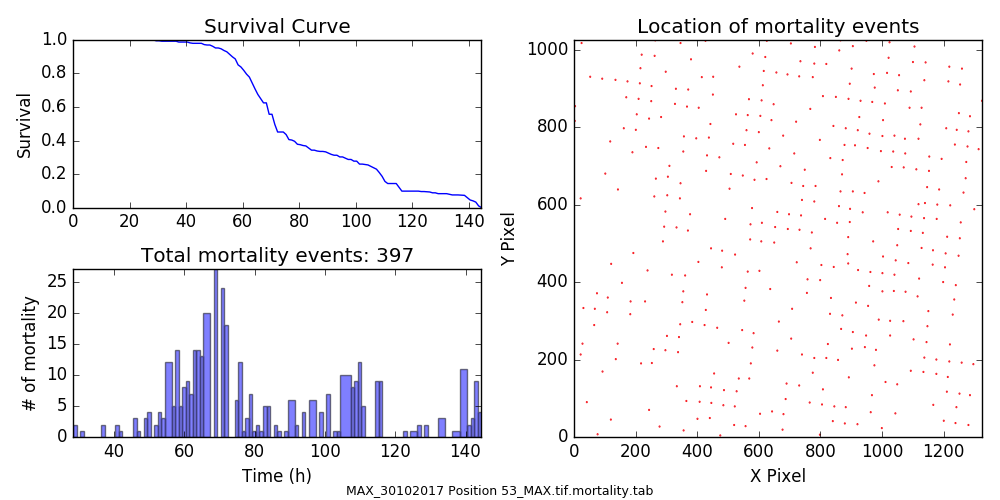 Survival Curve
1.0
0.8
0.6
0.4
0.2
0.0
Survival
0 20 40 60 80 100 120 140
Total mortality events: 397
25
20
15
10
5
0
# of mortality
40 60 80 100 120 140
Time (h)
Location of mortality events
1000
800
600
400
200
0
Y Pixel
0 200 400 600 800 1000 1200
X Pixel
MAX_30102017 Position 53_MAX.tif.mortality.tab